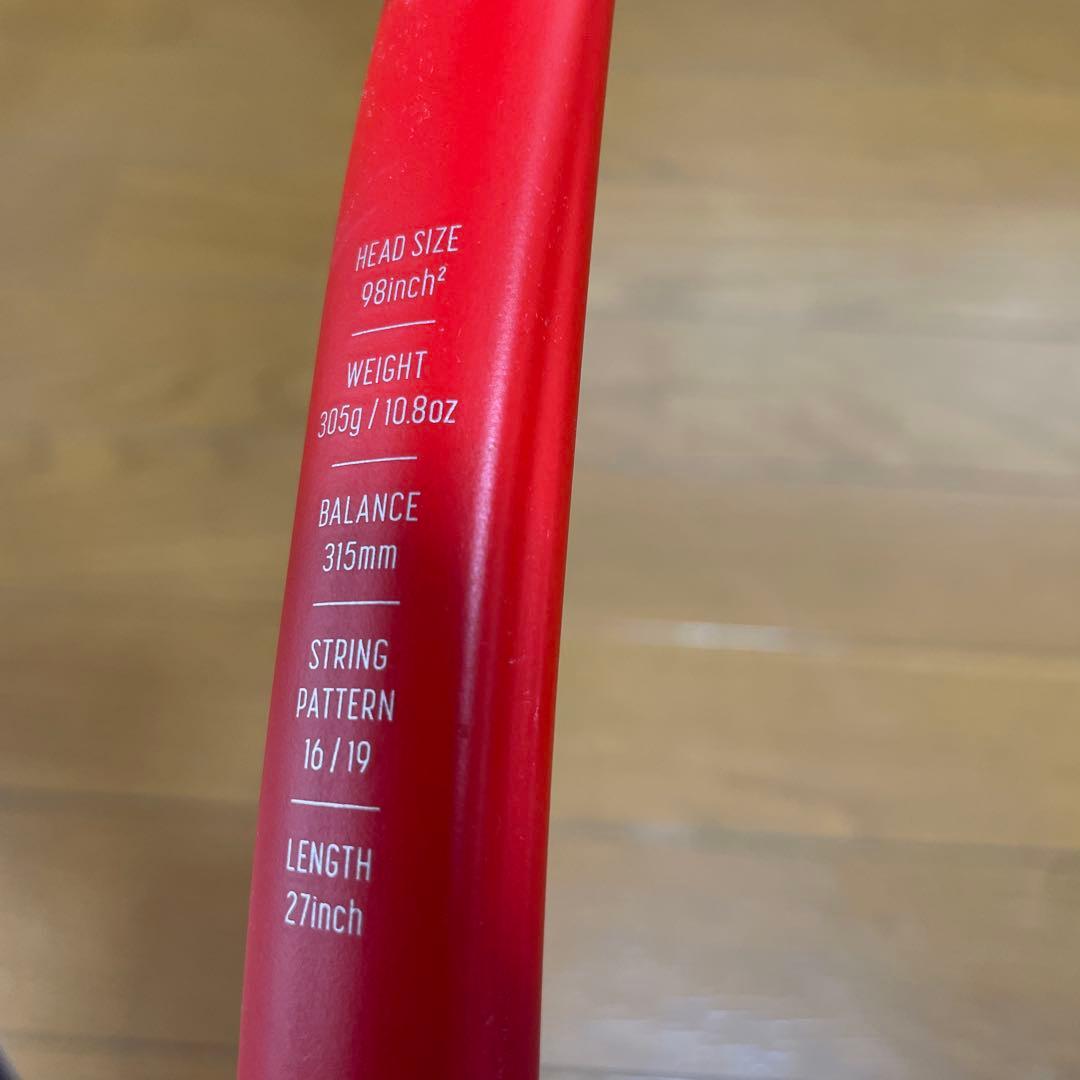 HEAD SIZE
98inch²
WEIGHT
305g / 10.8oz
BALANCE
315mm
STRING
PATTERN
16 / 19
LENGTH
27inch